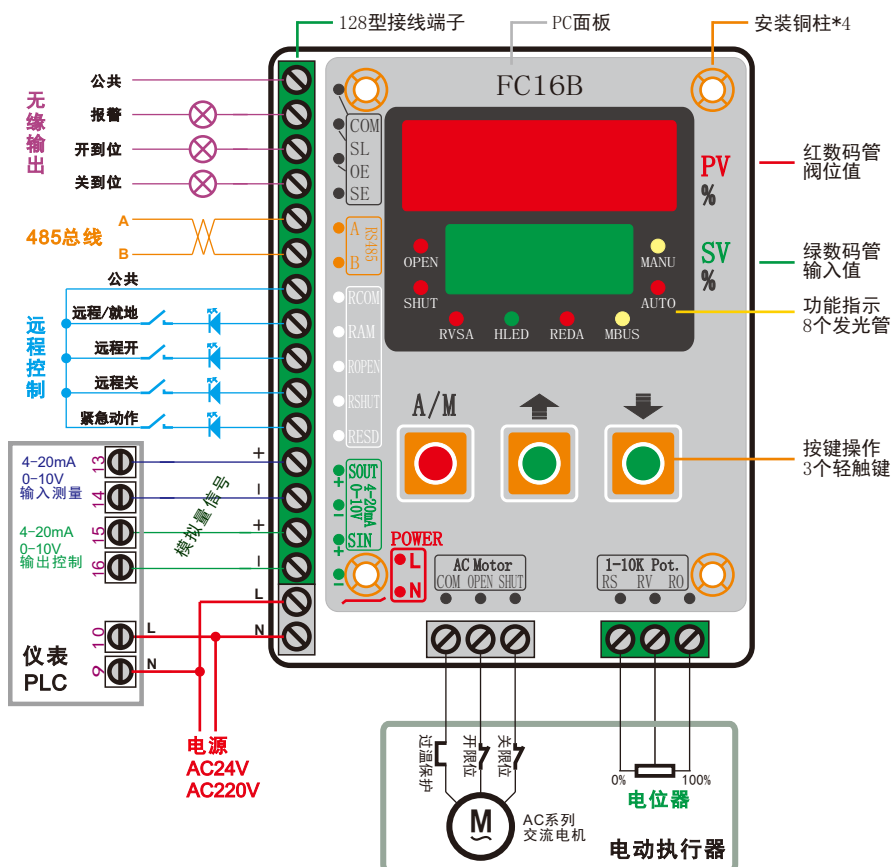 128型接线端子
PC面板
安装铜柱*4
FC16B
无缘输出
公共
报警
开到位
关到位
COM
SL
OE
SE
485总线
A
B
A
B
RS485
远程控制
公共
远程/就地
远程开
远程关
紧急动作
RCOM
RAM
ROPEN
RSHUT
RESD
PV
%
SV
%
OPEN
SHUT
MANU
AUTO
RVSA
HLED
REDA
MBUS
红数码管
阀位值
绿数码管
输入值
功能指示
8个发光管
A/M
按键操作
3个轻触键
4-20mA
0-10V
输入测量
13
14
4-20mA
0-10V
输出控制
15
16
+
−
+
−
模拟量信号
SOUT
+
−
4-20mA
0-10V
SIN
+
−
POWER
L
N
L
N
10
9
L
N
仪表
PLC
电源
AC24V
AC220V
AC Motor
COM OPEN SHUT
1-10K Pot.
RS RV RO
过温保护
开限位
关限位
M
AC系列
交流电机
0%
100%
电位器
电动执行器